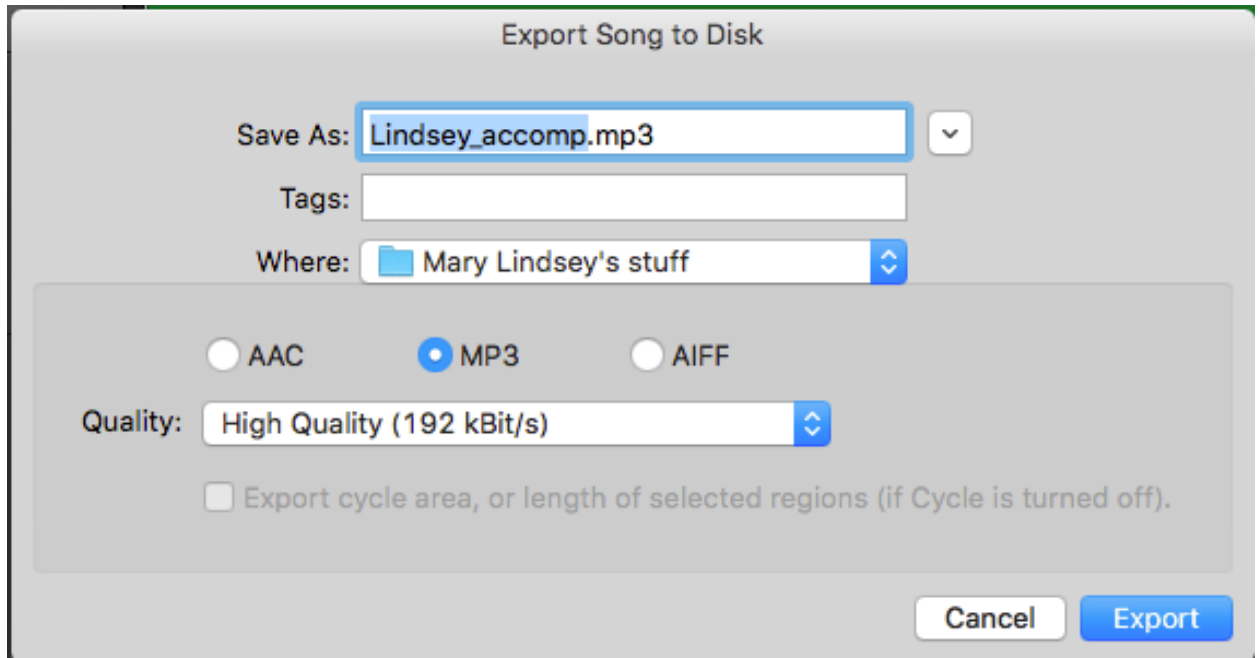 Export Song to Disk
Save As: Lindsey_accomp.mp3
Tags:
Where: Mary Lindsey's stuff
AAC MP3 AIFF
Quality: High Quality (192 kBit/s)
Export cycle area, or length of selected regions (if Cycle is turned off).
Cancel Export